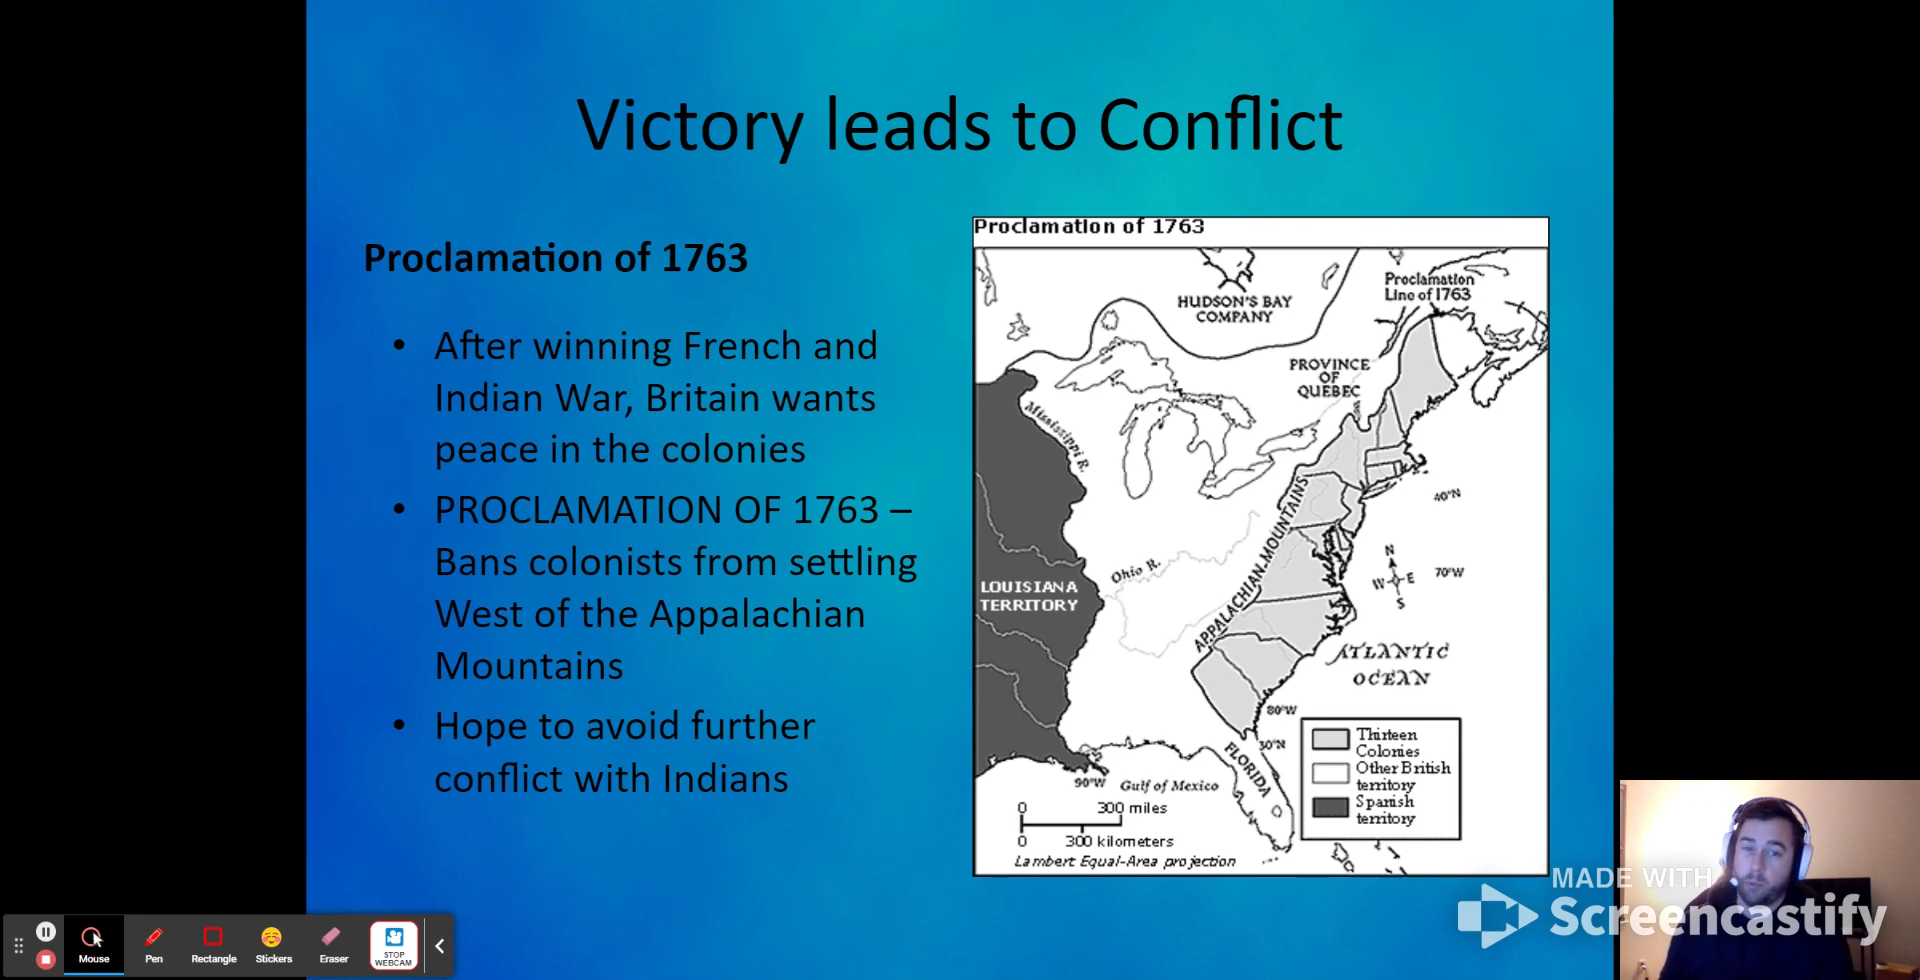 Victory leads to Conflict
Proclamation of 1763
• After winning French and
Indian War, Britain wants
peace in the colonies
• PROCLAMATION OF 1763 –
Bans colonists from settling
West of the Appalachian
Mountains
• Hope to avoid further
conflict with Indians
Proclamation of 1763
Proclamation
Line of 1763
HUDSON'S BAY
COMPANY
PROVINCE
OF
QUEBEC
Mississippi R.
APPALACHIAN MOUNTAINS
40°N
N
W E
S
70°W
Ohio R.
LOUISIANA
TERRITORY
ATLANTIC
OCEAN
80°W
30°N
FLORIDA
90°W
Gulf of Mexico
Thirteen
Colonies
Other British
territory
Spanish
territory
0 300 miles
0 300 kilometers
Lambert Equal-Area projection
MADE WITH
Screencastify
Mouse
Pen
Rectangle
Stickers
Eraser
STOP
WEBCAM